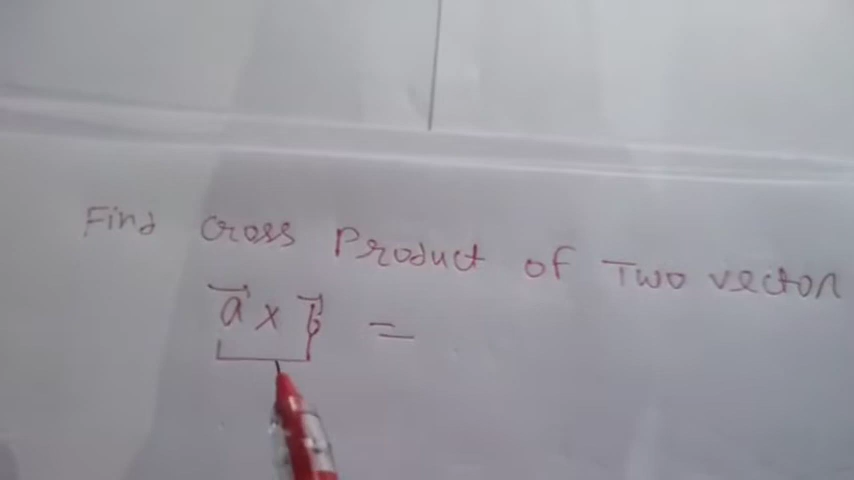 Find cross Product of Two vector
a⃗ × b⃗ =